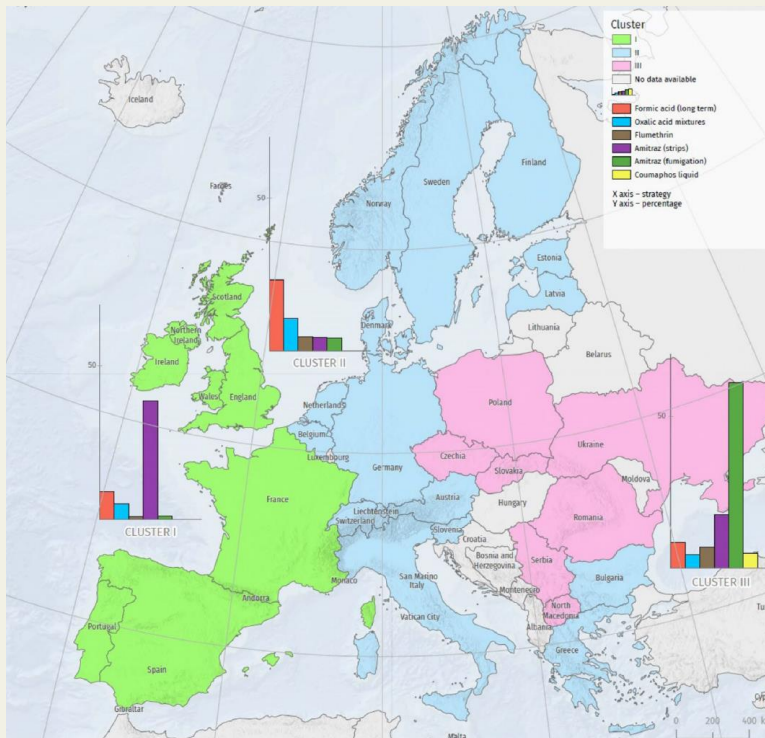 Cluster
I
II
III
No data available
Formic acid (long term)
Oxalic acid mixtures
Flumethrin
Amitraz (strips)
Amitraz (fumigation)
Coumaphos liquid
X axis – strategy
Y axis – percentage
Iceland
Faroes
50
Finland
Sweden
Norway
Estonia
Latvia
Scotland
Northern
Ireland
Denmark
Lithuania
Belarus
CLUSTER II
50
Ireland
Wales
England
Netherlands
Poland
50
Belgium
Ukraine
Luxembourg
Germany
Czechia
Slovakia
Moldova
France
Austria
Hungary
Liechtenstein
Switzerland
Romania
CLUSTER I
Slovenia
Croatia
Serbia
Bosnia and
Herzegovina
CLUSTER III
Monaco
San Marino
Italy
Bulgaria
Andorra
Montenegro
North
Macedonia
Portugal
Vatican City
Albania
Spain
Greece
Gibraltar
Malta
0 200 400 k